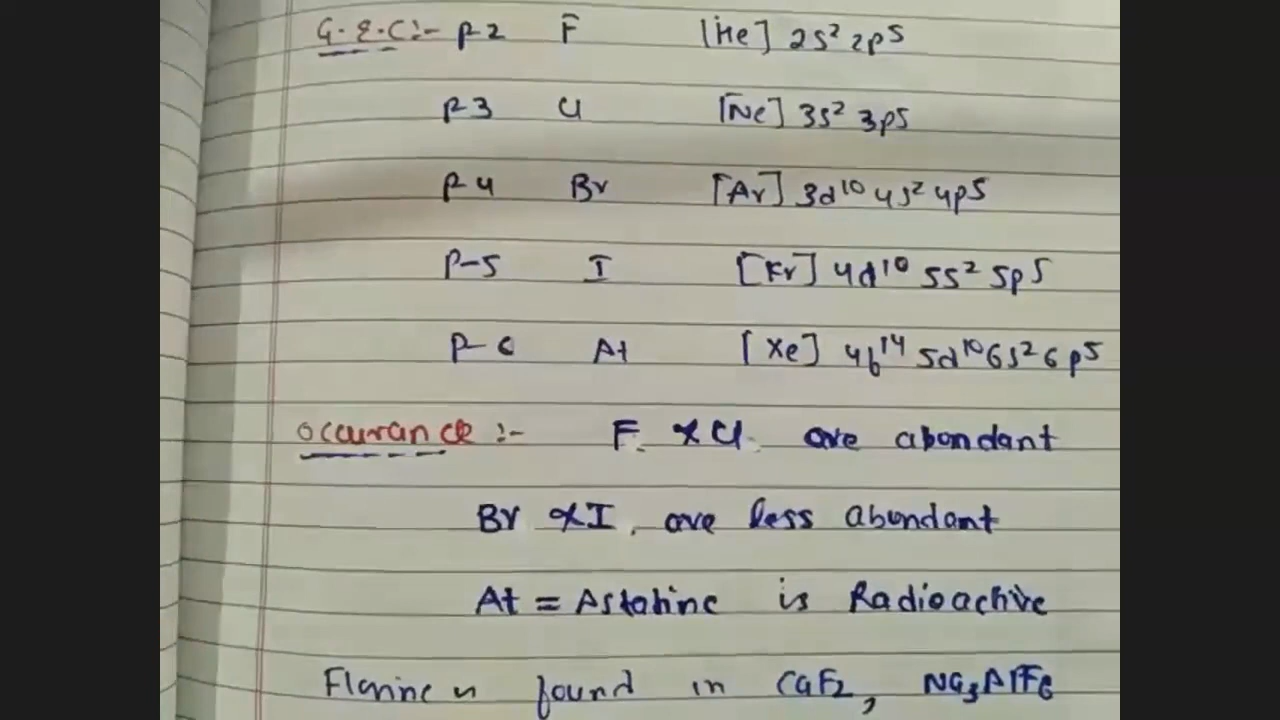 G.E.C :- P2 F [He] 2s² 2p⁵
P3 Cl [Ne] 3s² 3p⁵
P4 Br [Ar] 3d¹⁰ 4s² 4p⁵
P-5 I [Kr] 4d¹⁰ 5s² 5p⁵
P-6 At [Xe] 4f¹⁴ 5d¹⁰ 6s² 6p⁵
Occurance :- F & Cl are abondant
Br & I are less abundant
At = Astatine is Radioactive
Florine is found in CaF₂, Na₃AlF₆